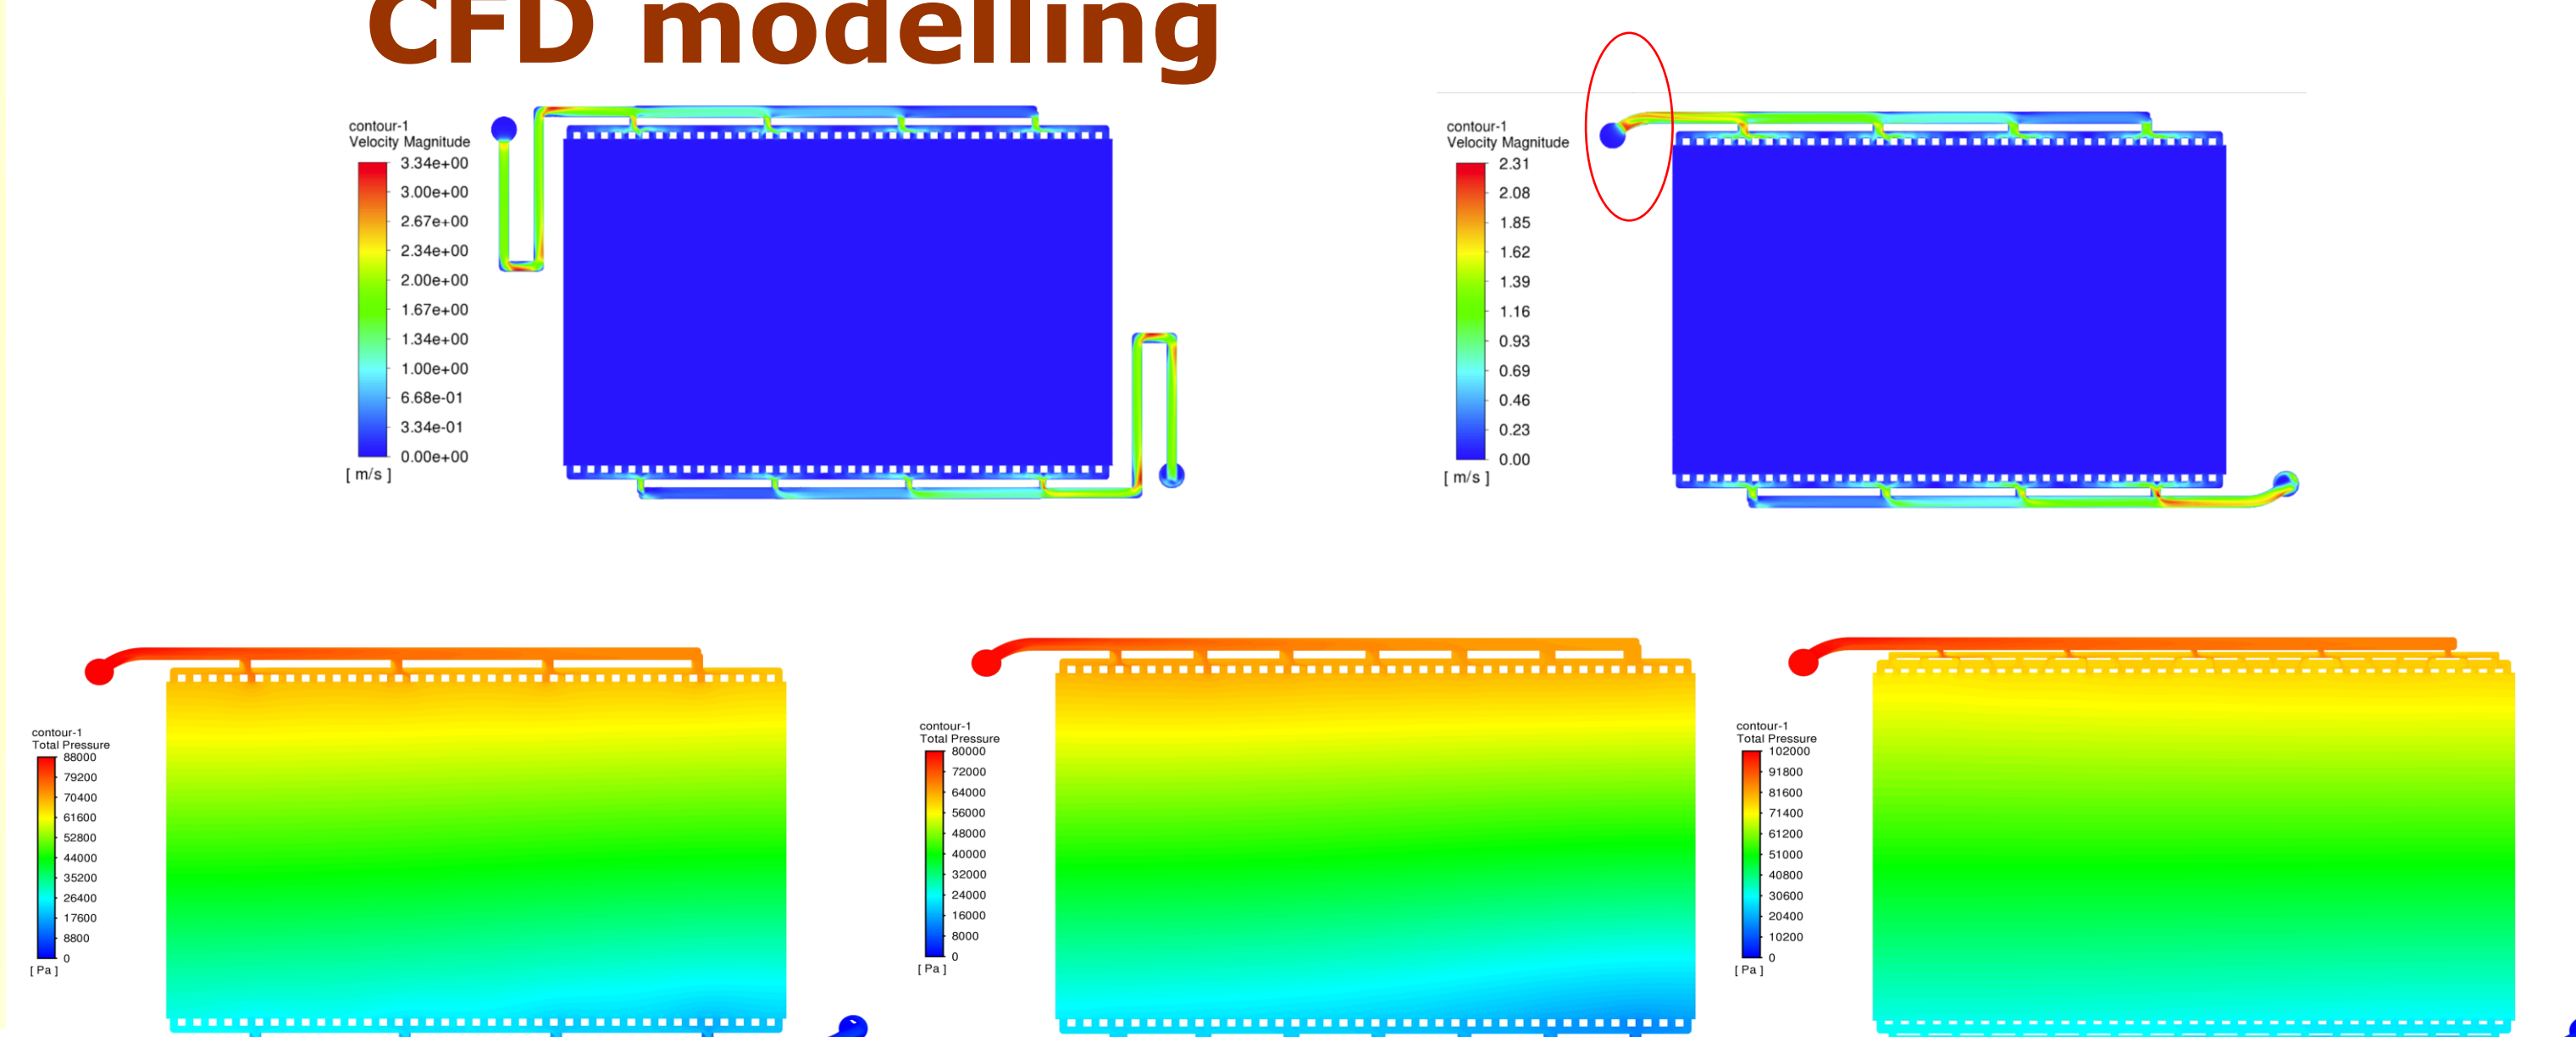 CFD modelling
contour-1
Velocity Magnitude
3.34e+00
3.00e+00
2.67e+00
2.34e+00
2.00e+00
1.67e+00
1.34e+00
1.00e+00
6.68e-01
3.34e-01
0.00e+00
[ m/s ]
contour-1
Velocity Magnitude
2.31
2.08
1.85
1.62
1.39
1.16
0.93
0.69
0.46
0.23
0.00
[ m/s ]
contour-1
Total Pressure
88000
79200
70400
61600
52800
44000
35200
26400
17600
8800
0
[ Pa ]
contour-1
Total Pressure
80000
72000
64000
56000
48000
40000
32000
24000
16000
8000
0
[ Pa ]
contour-1
Total Pressure
102000
91800
81600
71400
61200
51000
40800
30600
20400
10200
0
[ Pa ]